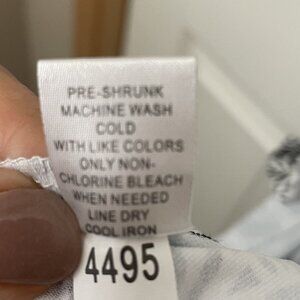 PRE-SHRUNK
MACHINE WASH
COLD
WITH LIKE COLORS
ONLY NON-
CHLORINE BLEACH
WHEN NEEDED
LINE DRY
COOL IRON
4495